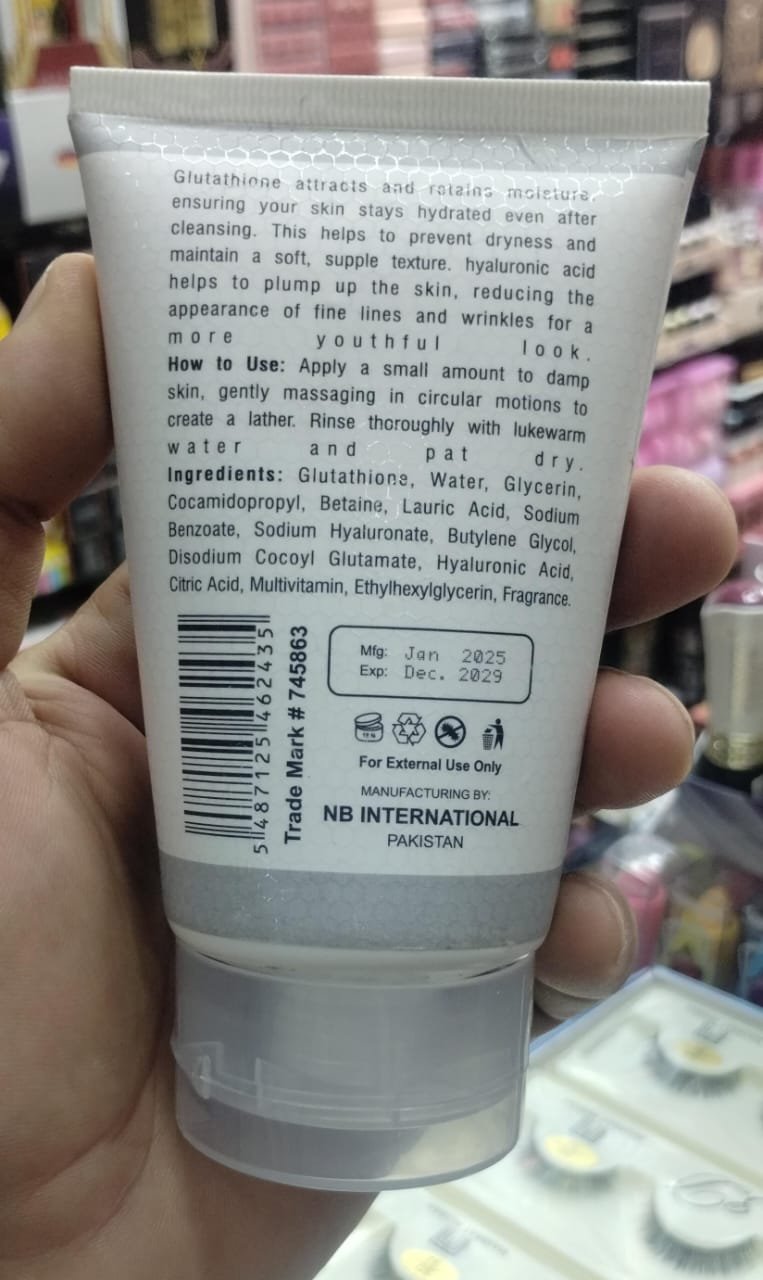 Glutathione attracts and retains moisture,
ensuring your skin stays hydrated even after
cleansing. This helps to prevent dryness and
maintain a soft, supple texture. hyaluronic acid
helps to plump up the skin, reducing the
appearance of fine lines and wrinkles for a
more youthful look.
How to Use: Apply a small amount to damp
skin, gently massaging in circular motions to
create a lather. Rinse thoroughly with lukewarm
water and pat dry.
Ingredients: Glutathione, Water, Glycerin,
Cocamidopropyl, Betaine, Lauric Acid, Sodium
Benzoate, Sodium Hyaluronate, Butylene Glycol,
Disodium Cocoyl Glutamate, Hyaluronic Acid,
Citric Acid, Multivitamin, Ethylhexylglycerin, Fragrance.
5 487125 462435
Trade Mark # 745863
Mfg: Jan 2025
Exp: Dec. 2029
For External Use Only
MANUFACTURING BY:
NB INTERNATIONAL
PAKISTAN